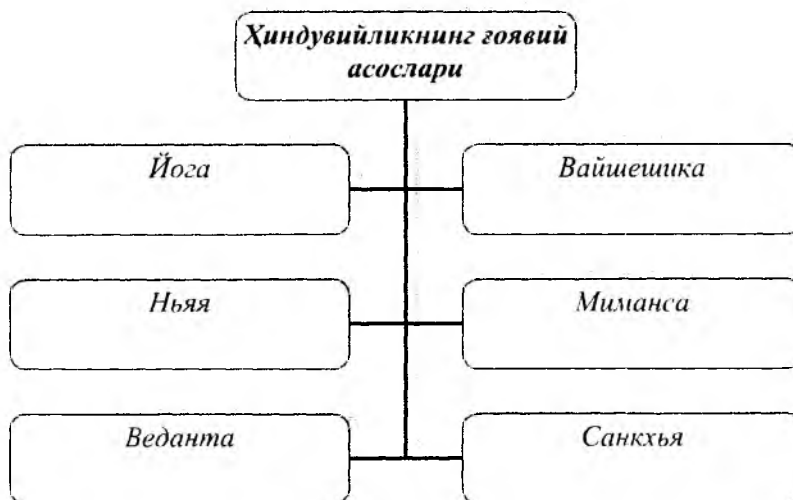 Ҳиндувийликнинг ғоявий
асослари
Йога
Вайшешика
Ньяя
Миманса
Веданта
Санкхья